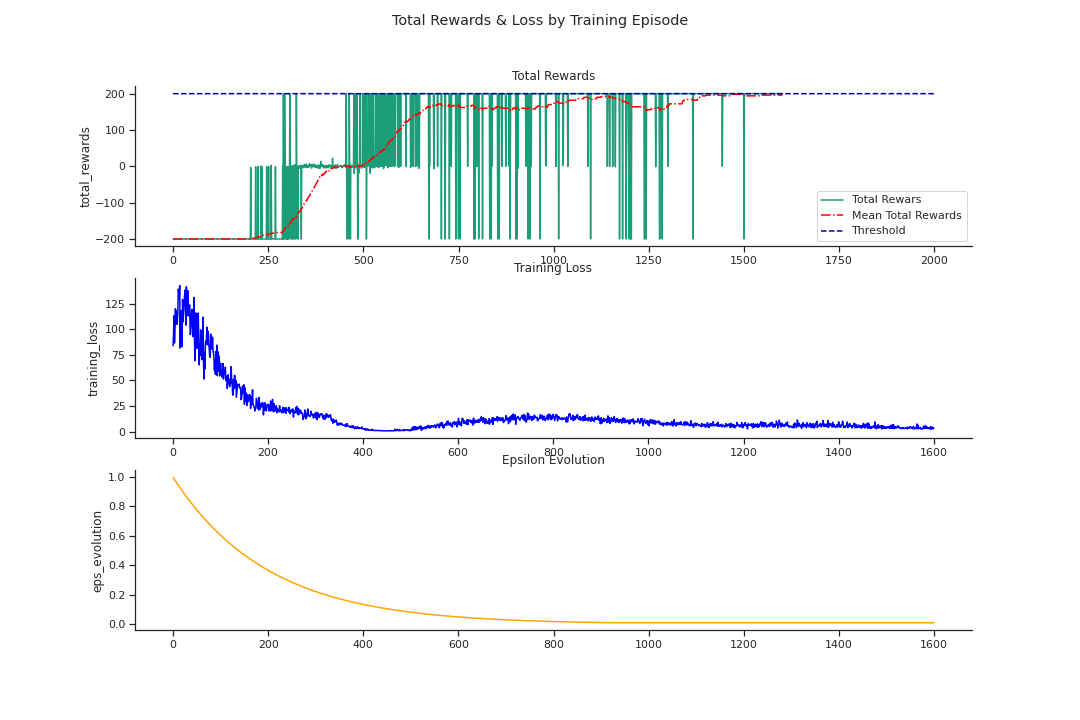 Total Rewards & Loss by Training Episode
Total Rewards
total_rewards
200
100
0
−100
−200
Total Rewars
Mean Total Rewards
Threshold
0 250 500 750 1000 1250 1500 1750 2000
Training Loss
training_loss
125
100
75
50
25
0
0 200 400 600 800 1000 1200 1400 1600
Epsilon Evolution
eps_evolution
1.0
0.8
0.6
0.4
0.2
0.0
0 200 400 600 800 1000 1200 1400 1600